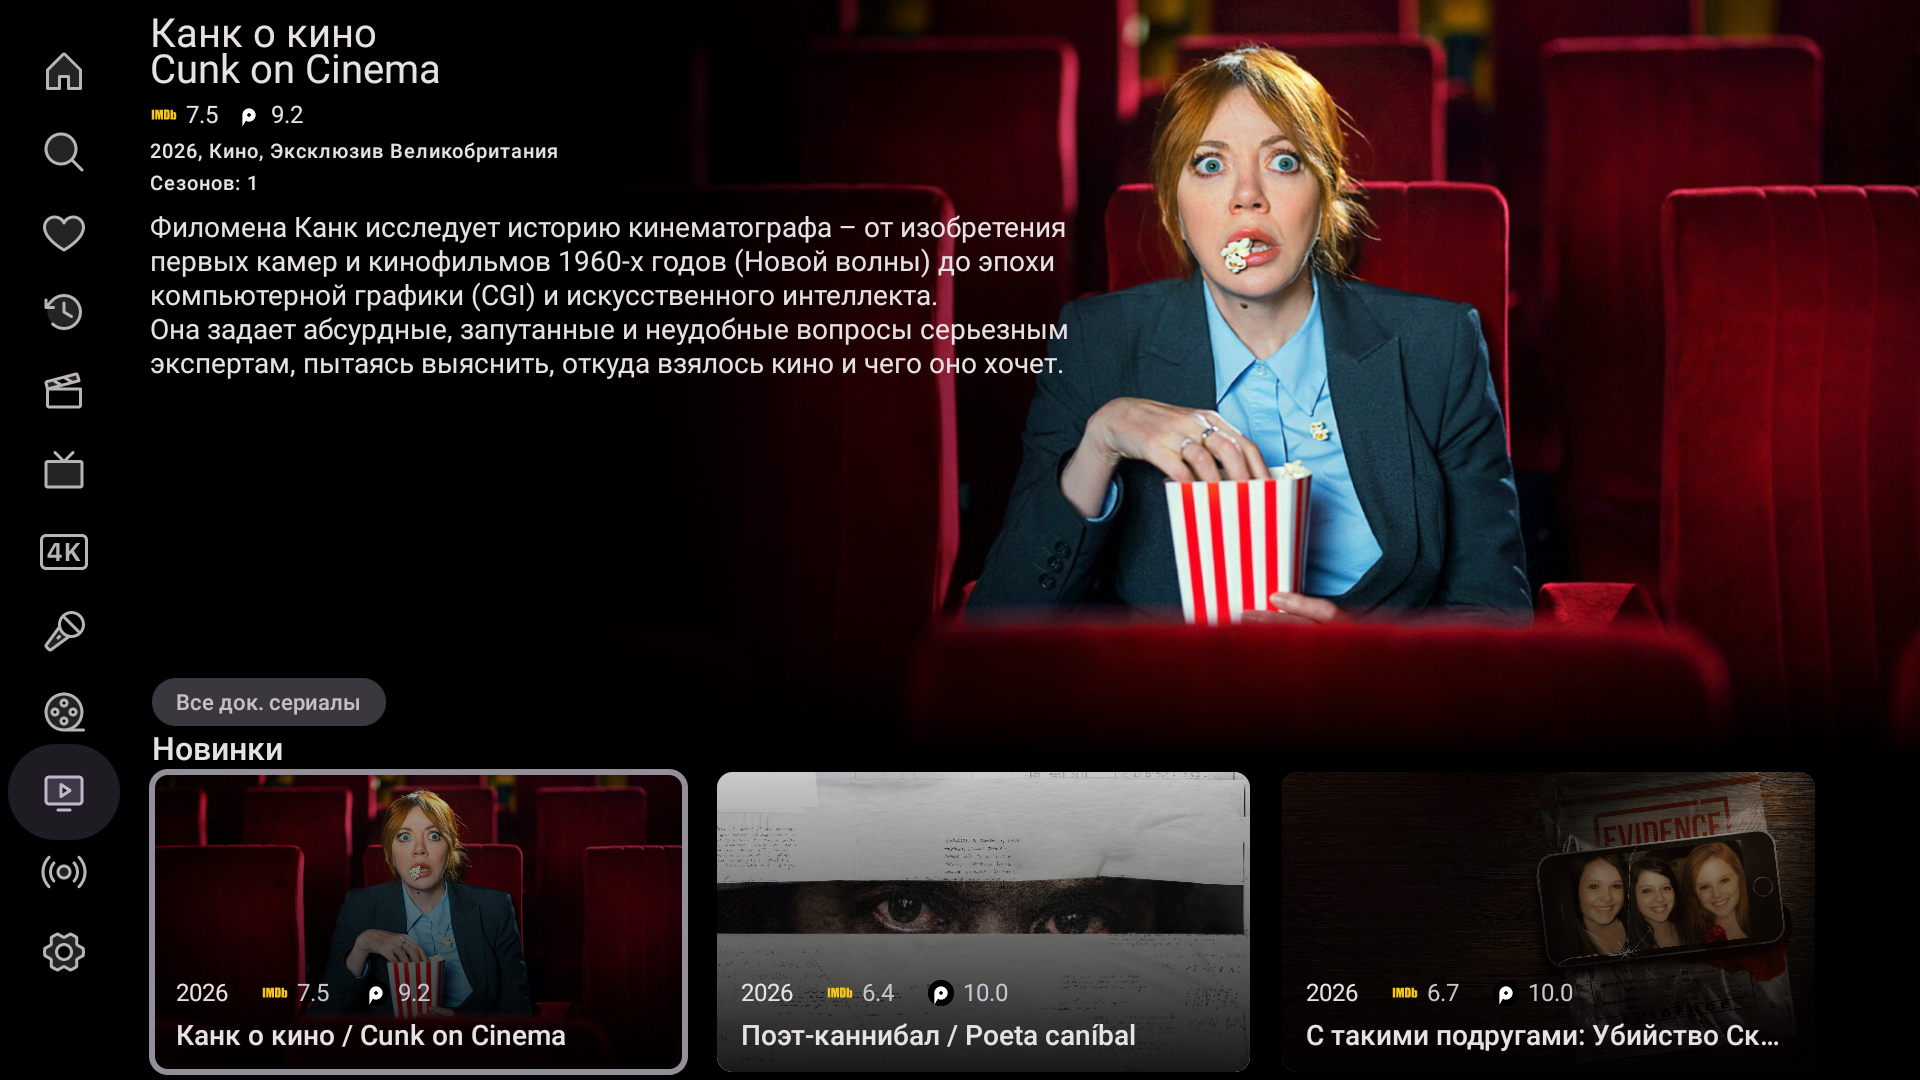 Канк о кино
Cunk on Cinema
IMDb 7.5 9.2
2026, Кино, Эксклюзив Великобритания
Сезонов: 1
Филомена Канк исследует историю кинематографа – от изобретения
первых камер и кинофильмов 1960-х годов (Новой волны) до эпохи
компьютерной графики (CGI) и искусственного интеллекта.
Она задает абсурдные, запутанные и неудобные вопросы серьезным
экспертам, пытаясь выяснить, откуда взялось кино и чего оно хочет.
4K
Все док. сериалы
Новинки
2026 IMDb 7.5 9.2
Канк о кино / Cunk on Cinema
2026 IMDb 6.4 10.0
Поэт-каннибал / Poeta caníbal
EVIDENCE
2026 IMDb 6.7 10.0
С такими подругами: Убийство Ск...